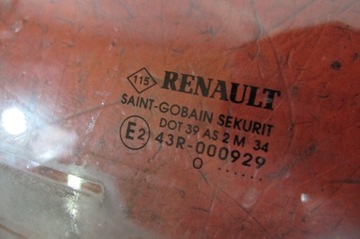 115 RENAULT
SAINT-GOBAIN SEKURIT
DOT 39 AS 2 M 34
E2 43R-000929
O .......